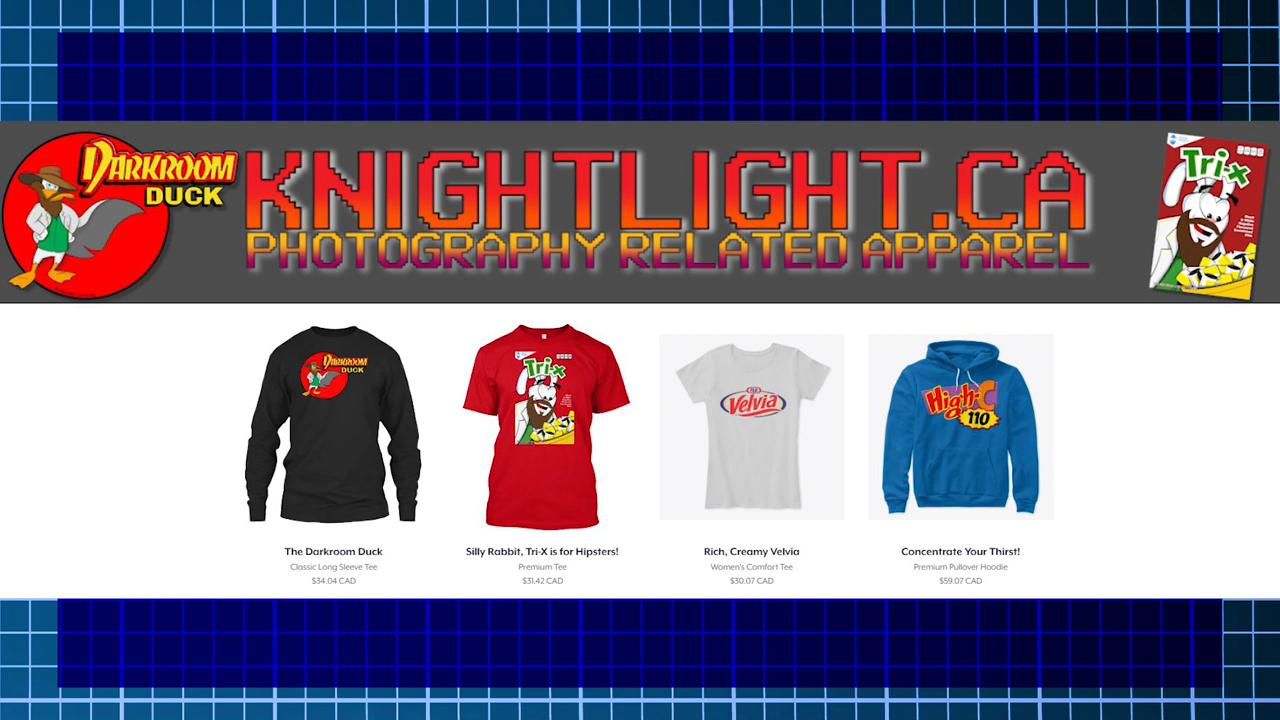 DARKROOM
DUCK
KNIGHTLIGHT.CA
PHOTOGRAPHY RELATED APPAREL
Tri-x
DARKROOM
DUCK
Tri-x
Velvia
High-C
110
The Darkroom Duck
Silly Rabbit, Tri-X is for Hipsters!
Rich, Creamy Velvia
Concentrate Your Thirst!
Classic Long Sleeve Tee
Premium Tee
Women's Comfort Tee
Premium Pullover Hoodie
$34.04 CAD
$31.42 CAD
$30.07 CAD
$59.07 CAD